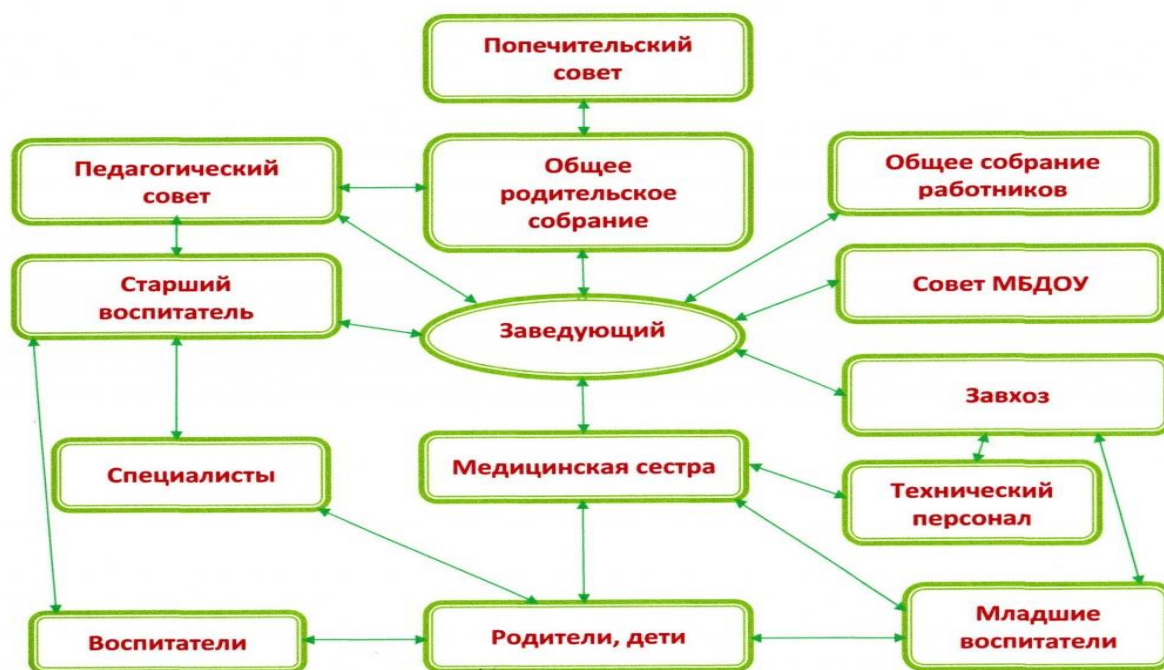 Попечительский
совет
Педагогический
совет
Общее
родительское
собрание
Общее собрание
работников
Старший
воспитатель
Совет МБДОУ
Заведующий
Завхоз
Специалисты
Медицинская сестра
Технический
персонал
Воспитатели
Родители, дети
Младшие
воспитатели